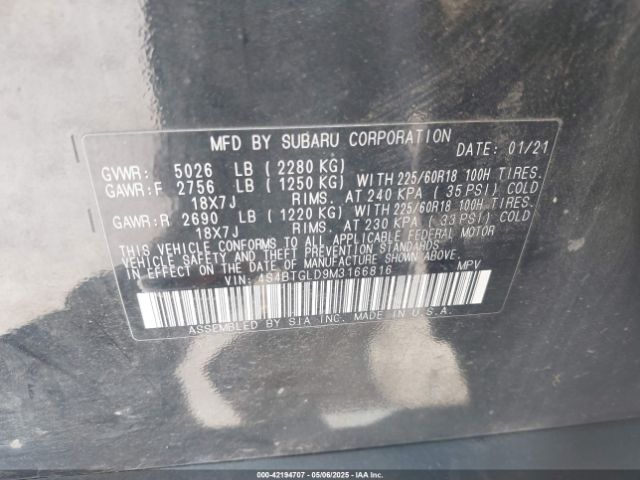 MFD BY SUBARU CORPORATION DATE: 01/21
GVWR: 5026 LB ( 2280 KG)
GAWR:F 2756 LB ( 1250 KG) WITH 225/60R18 100H TIRES.
18X7J RIMS. AT 240 KPA ( 35 PSI) COLD
GAWR:R 2690 LB ( 1220 KG) WITH 225/60R18 100H TIRES.
18X7J RIMS. AT 230 KPA ( 33 PSI) COLD
THIS VEHICLE CONFORMS TO ALL APPLICABLE FEDERAL MOTOR
VEHICLE SAFETY AND THEFT PREVENTION STANDARDS IN EFFECT
ON THE DATE OF MANUFACTURE SHOWN ABOVE.
VIN: 4S4BTGLD9M3166816 MPV
ASSEMBLED BY SIA INC. MADE IN U.S.A.
000-42194707 - 05/06/2025 - IAAI.com